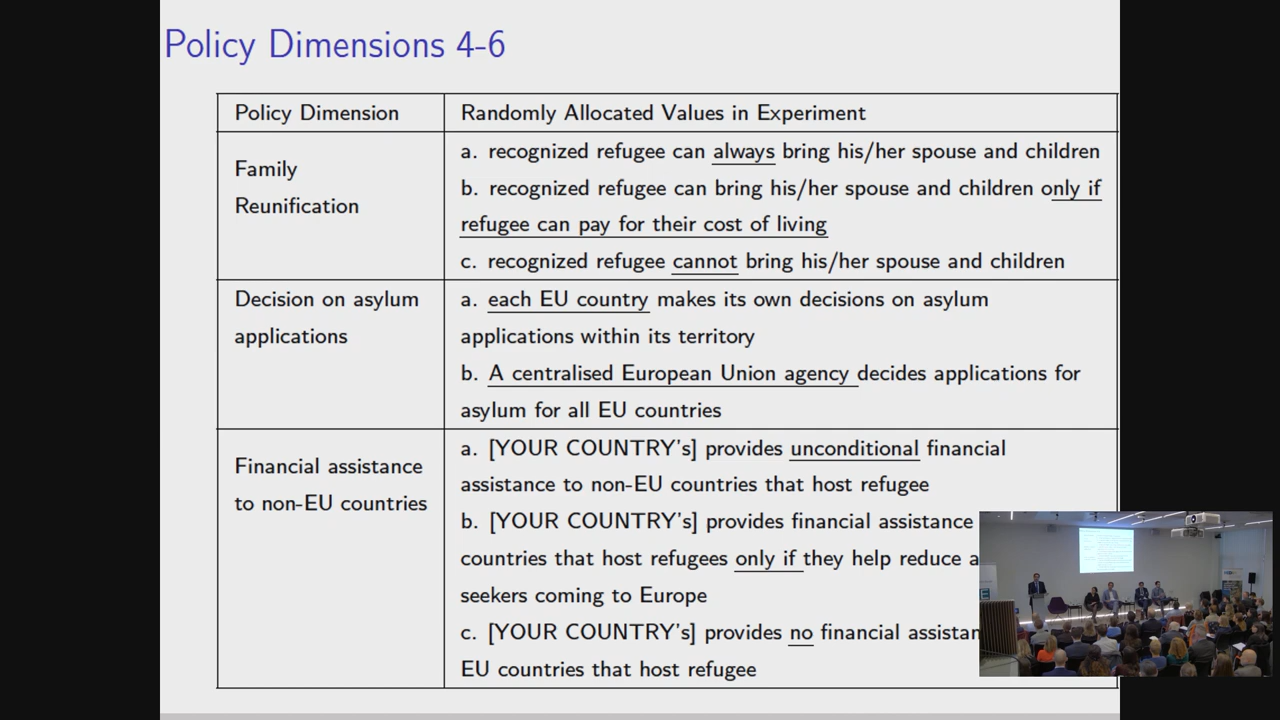 Policy Dimensions 4-6
Policy Dimension
Randomly Allocated Values in Experiment
Family
Reunification
a. recognized refugee can always bring his/her spouse and children
b. recognized refugee can bring his/her spouse and children only if
refugee can pay for their cost of living
c. recognized refugee cannot bring his/her spouse and children
Decision on asylum
applications
a. each EU country makes its own decisions on asylum
applications within its territory
b. A centralised European Union agency decides applications for
asylum for all EU countries
Financial assistance
to non-EU countries
a. [YOUR COUNTRY's] provides unconditional financial
assistance to non-EU countries that host refugee
b. [YOUR COUNTRY's] provides financial assistance
countries that host refugees only if they help reduce a
seekers coming to Europe
c. [YOUR COUNTRY's] provides no financial assistan
EU countries that host refugee